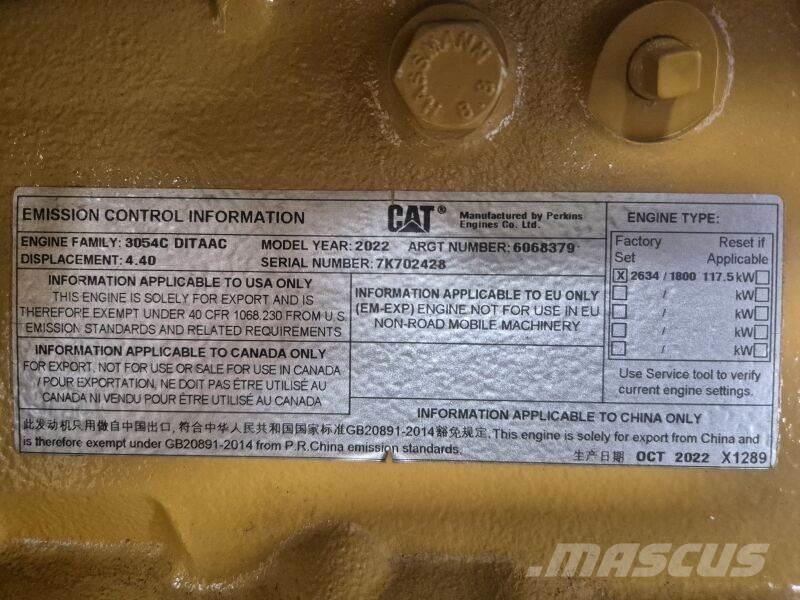 HASSMANN
8.8
EMISSION CONTROL INFORMATION
CAT®
Manufactured by Perkins
Engines Co. Ltd.
ENGINE FAMILY: 3054C DITAAC
MODEL YEAR: 2022
ARGT NUMBER: 6068379
DISPLACEMENT: 4.40
SERIAL NUMBER: 7K702428
INFORMATION APPLICABLE TO USA ONLY
THIS ENGINE IS SOLELY FOR EXPORT AND IS
THEREFORE EXEMPT UNDER 40 CFR 1068.230 FROM U.S
EMISSION STANDARDS AND RELATED REQUIREMENTS
INFORMATION APPLICABLE TO EU ONLY
(EM-EXP) ENGINE NOT FOR USE IN EU
NON-ROAD MOBILE MACHINERY
INFORMATION APPLICABLE TO CANADA ONLY
FOR EXPORT. NOT FOR USE OR SALE FOR USE IN CANADA
/ POUR EXPORTATION, NE DOIT PAS ÊTRE UTILISÉ AU
CANADA NI VENDU POUR ÊTRE UTILISÉ AU CANADA
ENGINE TYPE:
Factory Reset if
Set Applicable
X 2634 / 1800 117.5 kW
/ kW
/ kW
/ kW
Use Service tool to verify
current engine settings.
INFORMATION APPLICABLE TO CHINA ONLY
此发动机只用做自中国出口, 符合中华人民共和国国家标准GB20891-2014豁免规定. This engine is solely for export from China and
is therefore exempt under GB20891-2014 from P.R.China emission standards.
生产日期 OCT 2022 X1289
MASCUS